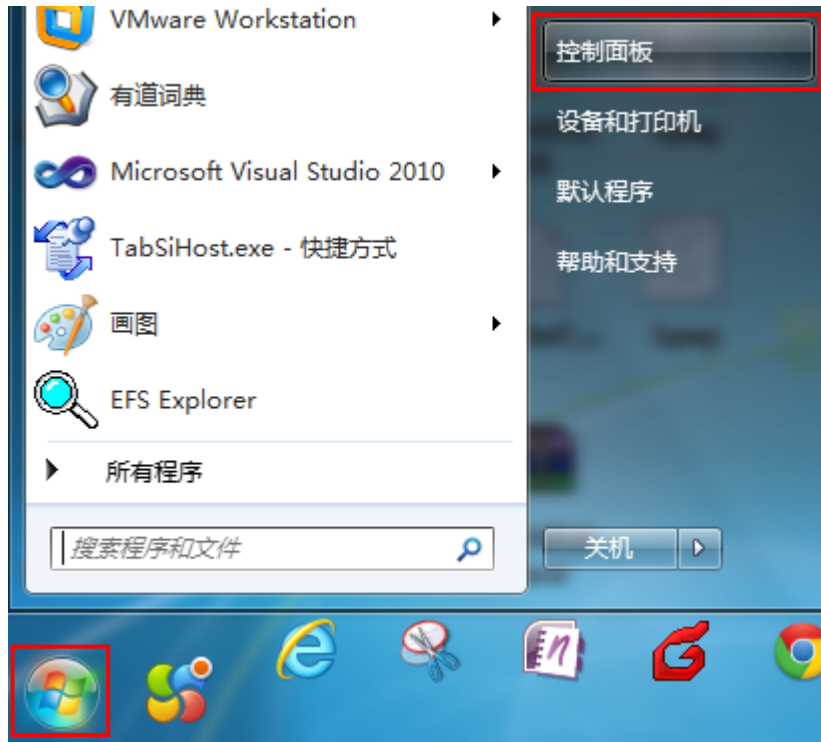 VMware Workstation
有道词典
Microsoft Visual Studio 2010
TabSiHost.exe - 快捷方式
画图
EFS Explorer
所有程序
搜索程序和文件
控制面板
设备和打印机
默认程序
帮助和支持
关机